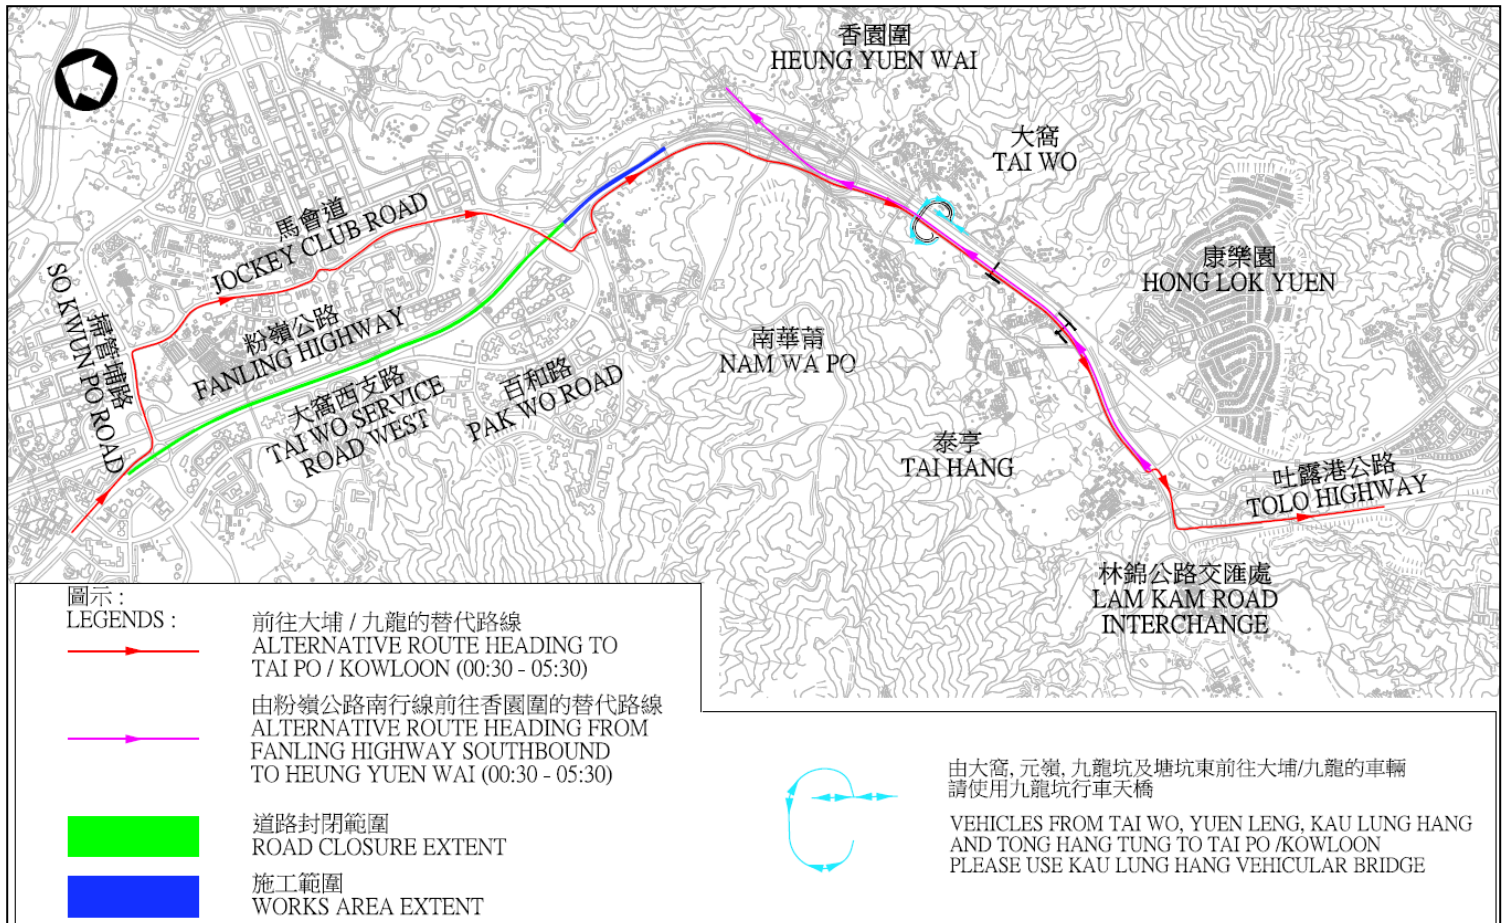 香園圍
HEUNG YUEN WAI
大窩
TAI WO
馬會道
JOCKEY CLUB ROAD
康樂園
HONG LOK YUEN
掃管埔路
SO KWUN PO ROAD
粉嶺公路
FANLING HIGHWAY
南華莆
NAM WA PO
大窩西支路
TAI WO SERVICE
ROAD WEST
百和路
PAK WO ROAD
泰亨
TAI HANG
吐露港公路
TOLO HIGHWAY
林錦公路交匯處
LAM KAM ROAD
INTERCHANGE
圖示 :
LEGENDS :
前往大埔 / 九龍的替代路線
ALTERNATIVE ROUTE HEADING TO
TAI PO / KOWLOON (00:30 - 05:30)
由粉嶺公路南行線前往香園圍的替代路線
ALTERNATIVE ROUTE HEADING FROM
FANLING HIGHWAY SOUTHBOUND
TO HEUNG YUEN WAI (00:30 - 05:30)
道路封閉範圍
ROAD CLOSURE EXTENT
施工範圍
WORKS AREA EXTENT
由大窩, 元嶺, 九龍坑及塘坑東前往大埔/九龍的車輛
請使用九龍坑行車天橋
VEHICLES FROM TAI WO, YUEN LENG, KAU LUNG HANG
AND TONG HANG TUNG TO TAI PO /KOWLOON
PLEASE USE KAU LUNG HANG VEHICULAR BRIDGE